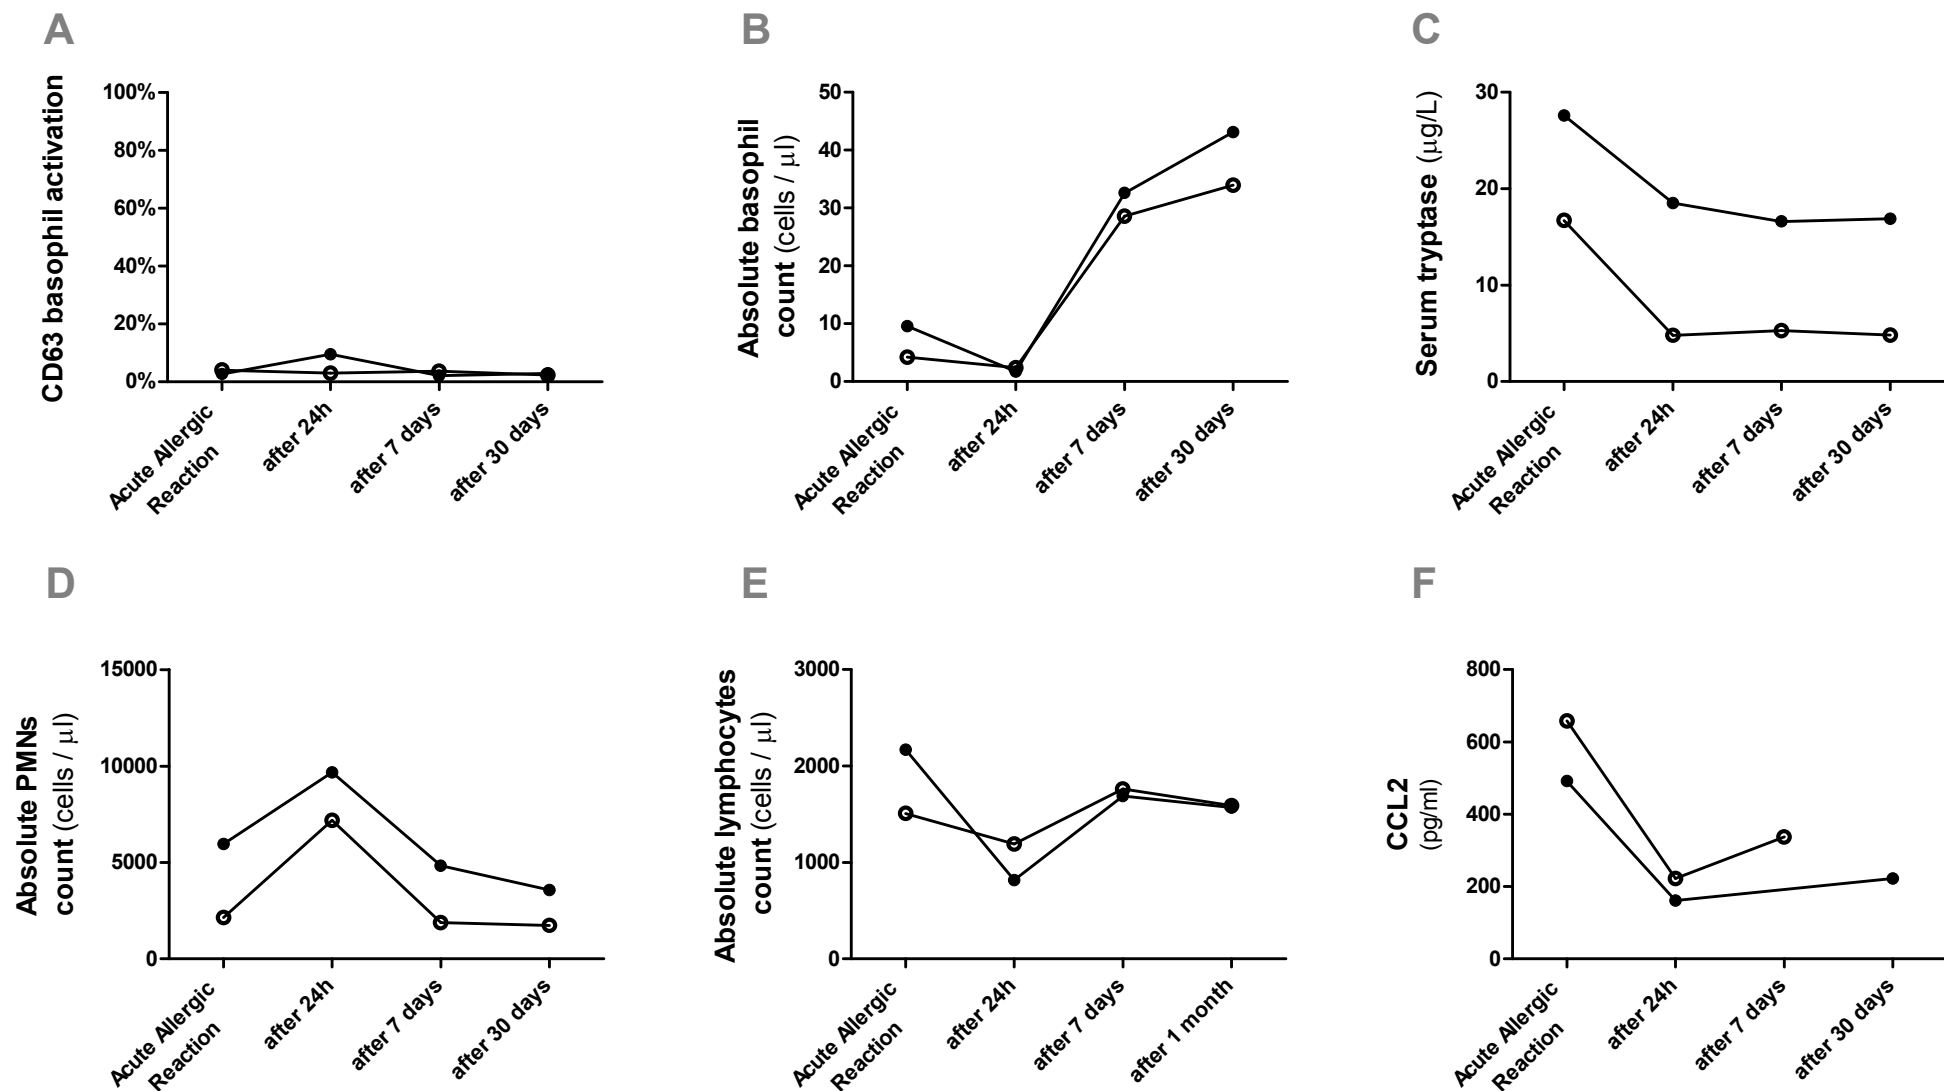 A
CD63 basophil activation
100%
80%
60%
40%
20%
0%
Acute Allergic
Reaction
after 24h
after 7 days
after 30 days
B
Absolute basophil
count (cells / μl)
50
40
30
20
10
0
Acute Allergic
Reaction
after 24h
after 7 days
after 30 days
C
Serum tryptase (μg/L)
30
20
10
0
Acute Allergic
Reaction
after 24h
after 7 days
after 30 days
D
Absolute PMNs
count (cells / μl)
15000
10000
5000
0
Acute Allergic
Reaction
after 24h
after 7 days
after 30 days
E
Absolute lymphocytes
count (cells / μl)
3000
2000
1000
0
Acute Allergic
Reaction
after 24h
after 7 days
after 1 month
F
CCL2
(pg/ml)
800
600
400
200
0
Acute Allergic
Reaction
after 24h
after 7 days
after 30 days